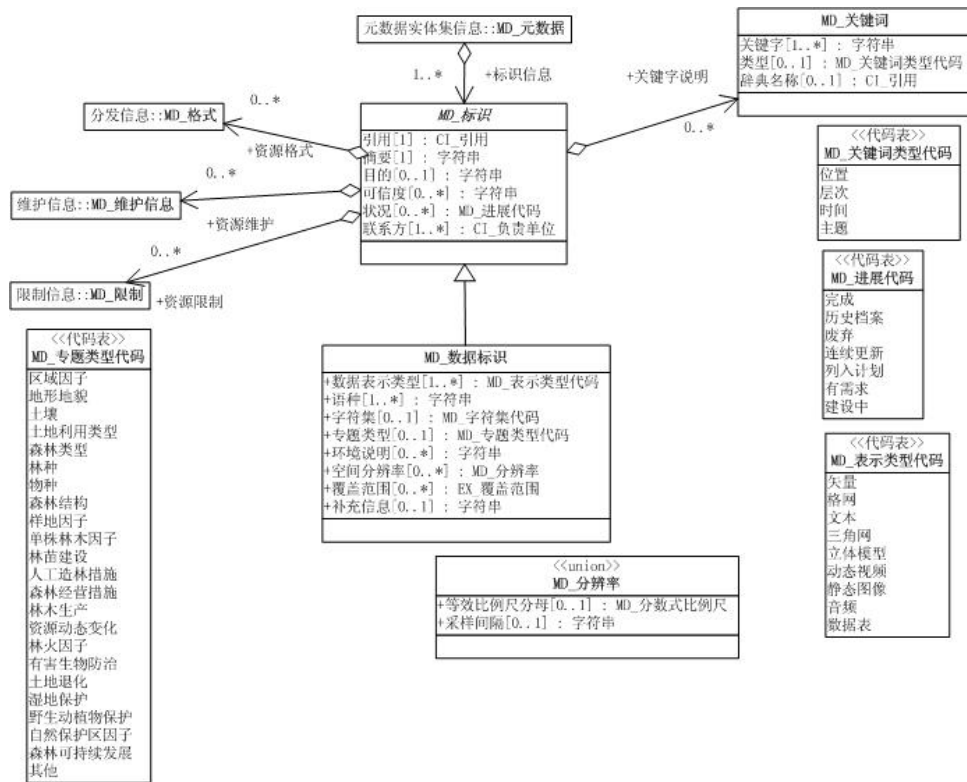 元数据实体集信息::MD_元数据
1..*
+标识信息
MD_关键词
关键字[1..*] : 字符串
类型[0..1] : MD_关键词类型代码
辞典名称[0..1] : CI_引用
+关键字说明
0..*
分发信息::MD_格式
0..*
+资源格式
MD_标识
引用[1] : CI_引用
摘要[1] : 字符串
目的[0..1] : 字符串
可信度[0..*] : 字符串
状况[0..*] : MD_进展代码
联系方[1..*] : CI_负责单位
维护信息::MD_维护信息
0..*
+资源维护
限制信息::MD_限制
0..*
+资源限制
<<代码表>>
MD_关键词类型代码
位置
层次
时间
主题
<<代码表>>
MD_进展代码
完成
历史档案
废弃
连续更新
列入计划
有需求
建设中
<<代码表>>
MD_专题类型代码
区域因子
地形地貌
土壤
土地利用类型
森林类型
林种
物种
森林结构
样地因子
单株林木因子
林苗建设
人工造林措施
森林经营措施
林木生产
资源动态变化
林火因子
有害生物防治
土地退化
湿地保护
野生动植物保护
自然保护区因子
森林可持续发展
其他
MD_数据标识
+数据表示类型[1..*] : MD_表示类型代码
+语种[1..*] : 字符串
+字符集[0..1] : MD_字符集代码
+专题类型[0..1] : MD_专题类型代码
+环境说明[0..*] : 字符串
+空间分辨率[0..*] : MD_分辨率
+覆盖范围[0..*] : EX_覆盖范围
+补充信息[0..1] : 字符串
<<union>>
MD_分辨率
+等效比例尺分母[0..1] : MD_分数式比例尺
+采样间隔[0..1] : 字符串
<<代码表>>
MD_表示类型代码
矢量
格网
文本
三角网
立体模型
动态视频
静态图像
音频
数据表